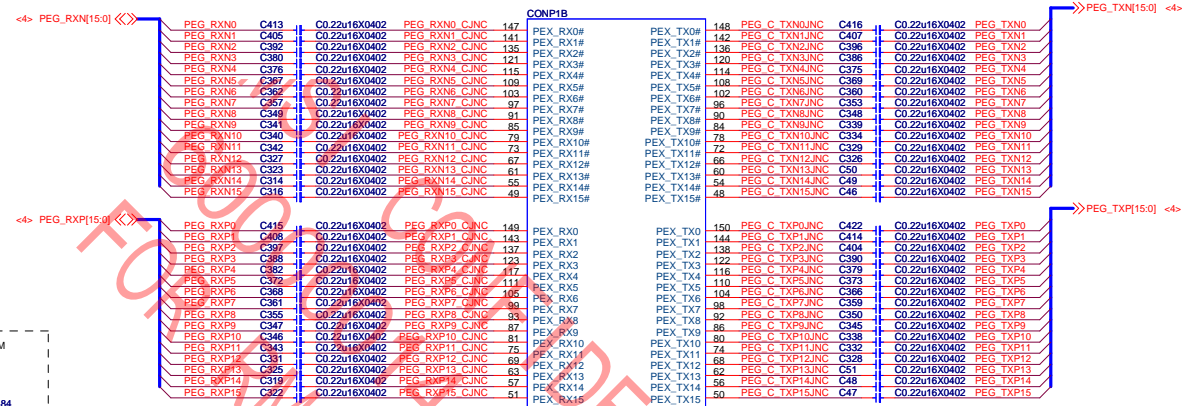 <4> PEG_RXN[15:0] PEG_TXN[15:0] <4>
CONP1B
PEG_RXN0 C413 C0.22u16X0402 PEG_RXN0_CJNC 147 PEX_RX0# PEX_TX0# 148 PEG_C_TXN0JNC C416 C0.22u16X0402 PEG_TXN0
PEG_RXN1 C405 C0.22u16X0402 PEG_RXN1_CJNC 141 PEX_RX1# PEX_TX1# 142 PEG_C_TXN1JNC C407 C0.22u16X0402 PEG_TXN1
PEG_RXN2 C392 C0.22u16X0402 PEG_RXN2_CJNC 135 PEX_RX2# PEX_TX2# 136 PEG_C_TXN2JNC C396 C0.22u16X0402 PEG_TXN2
PEG_RXN3 C380 C0.22u16X0402 PEG_RXN3_CJNC 121 PEX_RX3# PEX_TX3# 120 PEG_C_TXN3JNC C386 C0.22u16X0402 PEG_TXN3
PEG_RXN4 C376 C0.22u16X0402 PEG_RXN4_CJNC 115 PEX_RX4# PEX_TX4# 114 PEG_C_TXN4JNC C375 C0.22u16X0402 PEG_TXN4
PEG_RXN5 C367 C0.22u16X0402 PEG_RXN5_CJNC 109 PEX_RX5# PEX_TX5# 108 PEG_C_TXN5JNC C369 C0.22u16X0402 PEG_TXN5
PEG_RXN6 C362 C0.22u16X0402 PEG_RXN6_CJNC 103 PEX_RX6# PEX_TX6# 102 PEG_C_TXN6JNC C360 C0.22u16X0402 PEG_TXN6
PEG_RXN7 C357 C0.22u16X0402 PEG_RXN7_CJNC 97 PEX_RX7# PEX_TX7# 96 PEG_C_TXN7JNC C353 C0.22u16X0402 PEG_TXN7
PEG_RXN8 C349 C0.22u16X0402 PEG_RXN8_CJNC 91 PEX_RX8# PEX_TX8# 90 PEG_C_TXN8JNC C348 C0.22u16X0402 PEG_TXN8
PEG_RXN9 C341 C0.22u16X0402 PEG_RXN9_CJNC 85 PEX_RX9# PEX_TX9# 84 PEG_C_TXN9JNC C339 C0.22u16X0402 PEG_TXN9
PEG_RXN10 C340 C0.22u16X0402 PEG_RXN10_CJNC 79 PEX_RX10# PEX_TX10# 78 PEG_C_TXN10JNC C334 C0.22u16X0402 PEG_TXN10
PEG_RXN11 C342 C0.22u16X0402 PEG_RXN11_CJNC 73 PEX_RX11# PEX_TX11# 72 PEG_C_TXN11JNC C329 C0.22u16X0402 PEG_TXN11
PEG_RXN12 C327 C0.22u16X0402 PEG_RXN12_CJNC 67 PEX_RX12# PEX_TX12# 66 PEG_C_TXN12JNC C326 C0.22u16X0402 PEG_TXN12
PEG_RXN13 C323 C0.22u16X0402 PEG_RXN13_CJNC 61 PEX_RX13# PEX_TX13# 60 PEG_C_TXN13JNC C50 C0.22u16X0402 PEG_TXN13
PEG_RXN14 C314 C0.22u16X0402 PEG_RXN14_CJNC 55 PEX_RX14# PEX_TX14# 54 PEG_C_TXN14JNC C49 C0.22u16X0402 PEG_TXN14
PEG_RXN15 C316 C0.22u16X0402 PEG_RXN15_CJNC 49 PEX_RX15# PEX_TX15# 48 PEG_C_TXN15JNC C46 C0.22u16X0402 PEG_TXN15
<4> PEG_RXP[15:0] PEG_TXP[15:0] <4>
PEG_RXP0 C415 C0.22u16X0402 PEG_RXP0_CJNC 149 PEX_RX0 PEX_TX0 150 PEG_C_TXP0JNC C422 C0.22u16X0402 PEG_TXP0
PEG_RXP1 C408 C0.22u16X0402 PEG_RXP1_CJNC 143 PEX_RX1 PEX_TX1 144 PEG_C_TXP1JNC C414 C0.22u16X0402 PEG_TXP1
PEG_RXP2 C397 C0.22u16X0402 PEG_RXP2_CJNC 137 PEX_RX2 PEX_TX2 138 PEG_C_TXP2JNC C404 C0.22u16X0402 PEG_TXP2
PEG_RXP3 C388 C0.22u16X0402 PEG_RXP3_CJNC 123 PEX_RX3 PEX_TX3 122 PEG_C_TXP3JNC C390 C0.22u16X0402 PEG_TXP3
PEG_RXP4 C382 C0.22u16X0402 PEG_RXP4_CJNC 117 PEX_RX4 PEX_TX4 116 PEG_C_TXP4JNC C379 C0.22u16X0402 PEG_TXP4
PEG_RXP5 C372 C0.22u16X0402 PEG_RXP5_CJNC 111 PEX_RX5 PEX_TX5 110 PEG_C_TXP5JNC C373 C0.22u16X0402 PEG_TXP5
PEG_RXP6 C368 C0.22u16X0402 PEG_RXP6_CJNC 105 PEX_RX6 PEX_TX6 104 PEG_C_TXP6JNC C366 C0.22u16X0402 PEG_TXP6
PEG_RXP7 C361 C0.22u16X0402 PEG_RXP7_CJNC 99 PEX_RX7 PEX_TX7 98 PEG_C_TXP7JNC C359 C0.22u16X0402 PEG_TXP7
PEG_RXP8 C355 C0.22u16X0402 PEG_RXP8_CJNC 93 PEX_RX8 PEX_TX8 92 PEG_C_TXP8JNC C350 C0.22u16X0402 PEG_TXP8
PEG_RXP9 C347 C0.22u16X0402 PEG_RXP9_CJNC 87 PEX_RX9 PEX_TX9 86 PEG_C_TXP9JNC C345 C0.22u16X0402 PEG_TXP9
PEG_RXP10 C346 C0.22u16X0402 PEG_RXP10_CJNC 81 PEX_RX10 PEX_TX10 80 PEG_C_TXP10JNC C338 C0.22u16X0402 PEG_TXP10
PEG_RXP11 C343 C0.22u16X0402 PEG_RXP11_CJNC 75 PEX_RX11 PEX_TX11 74 PEG_C_TXP11JNC C332 C0.22u16X0402 PEG_TXP11
PEG_RXP12 C331 C0.22u16X0402 PEG_RXP12_CJNC 69 PEX_RX12 PEX_TX12 68 PEG_C_TXP12JNC C328 C0.22u16X0402 PEG_TXP12
PEG_RXP13 C325 C0.22u16X0402 PEG_RXP13_CJNC 63 PEX_RX13 PEX_TX13 62 PEG_C_TXP13JNC C51 C0.22u16X0402 PEG_TXP13
PEG_RXP14 C319 C0.22u16X0402 PEG_RXP14_CJNC 57 PEX_RX14 PEX_TX14 56 PEG_C_TXP14JNC C48 C0.22u16X0402 PEG_TXP14
PEG_RXP15 C322 C0.22u16X0402 PEG_RXP15_CJNC 51 PEX_RX15 PEX_TX15 50 PEG_C_TXP15JNC C47 C0.22u16X0402 PEG_TXP15
M
84
FOR